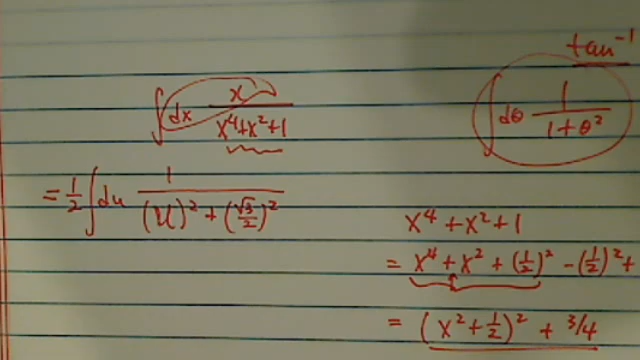 tan⁻¹
∫dx x/(x⁴+x²+1)
∫dθ 1/(1+θ²)
= 1/2 ∫du 1/((u)² + (√3/2)²)
x⁴ + x² + 1
= x⁴ + x² + (1/2)² - (1/2)² +
= (x² + 1/2)² + 3/4